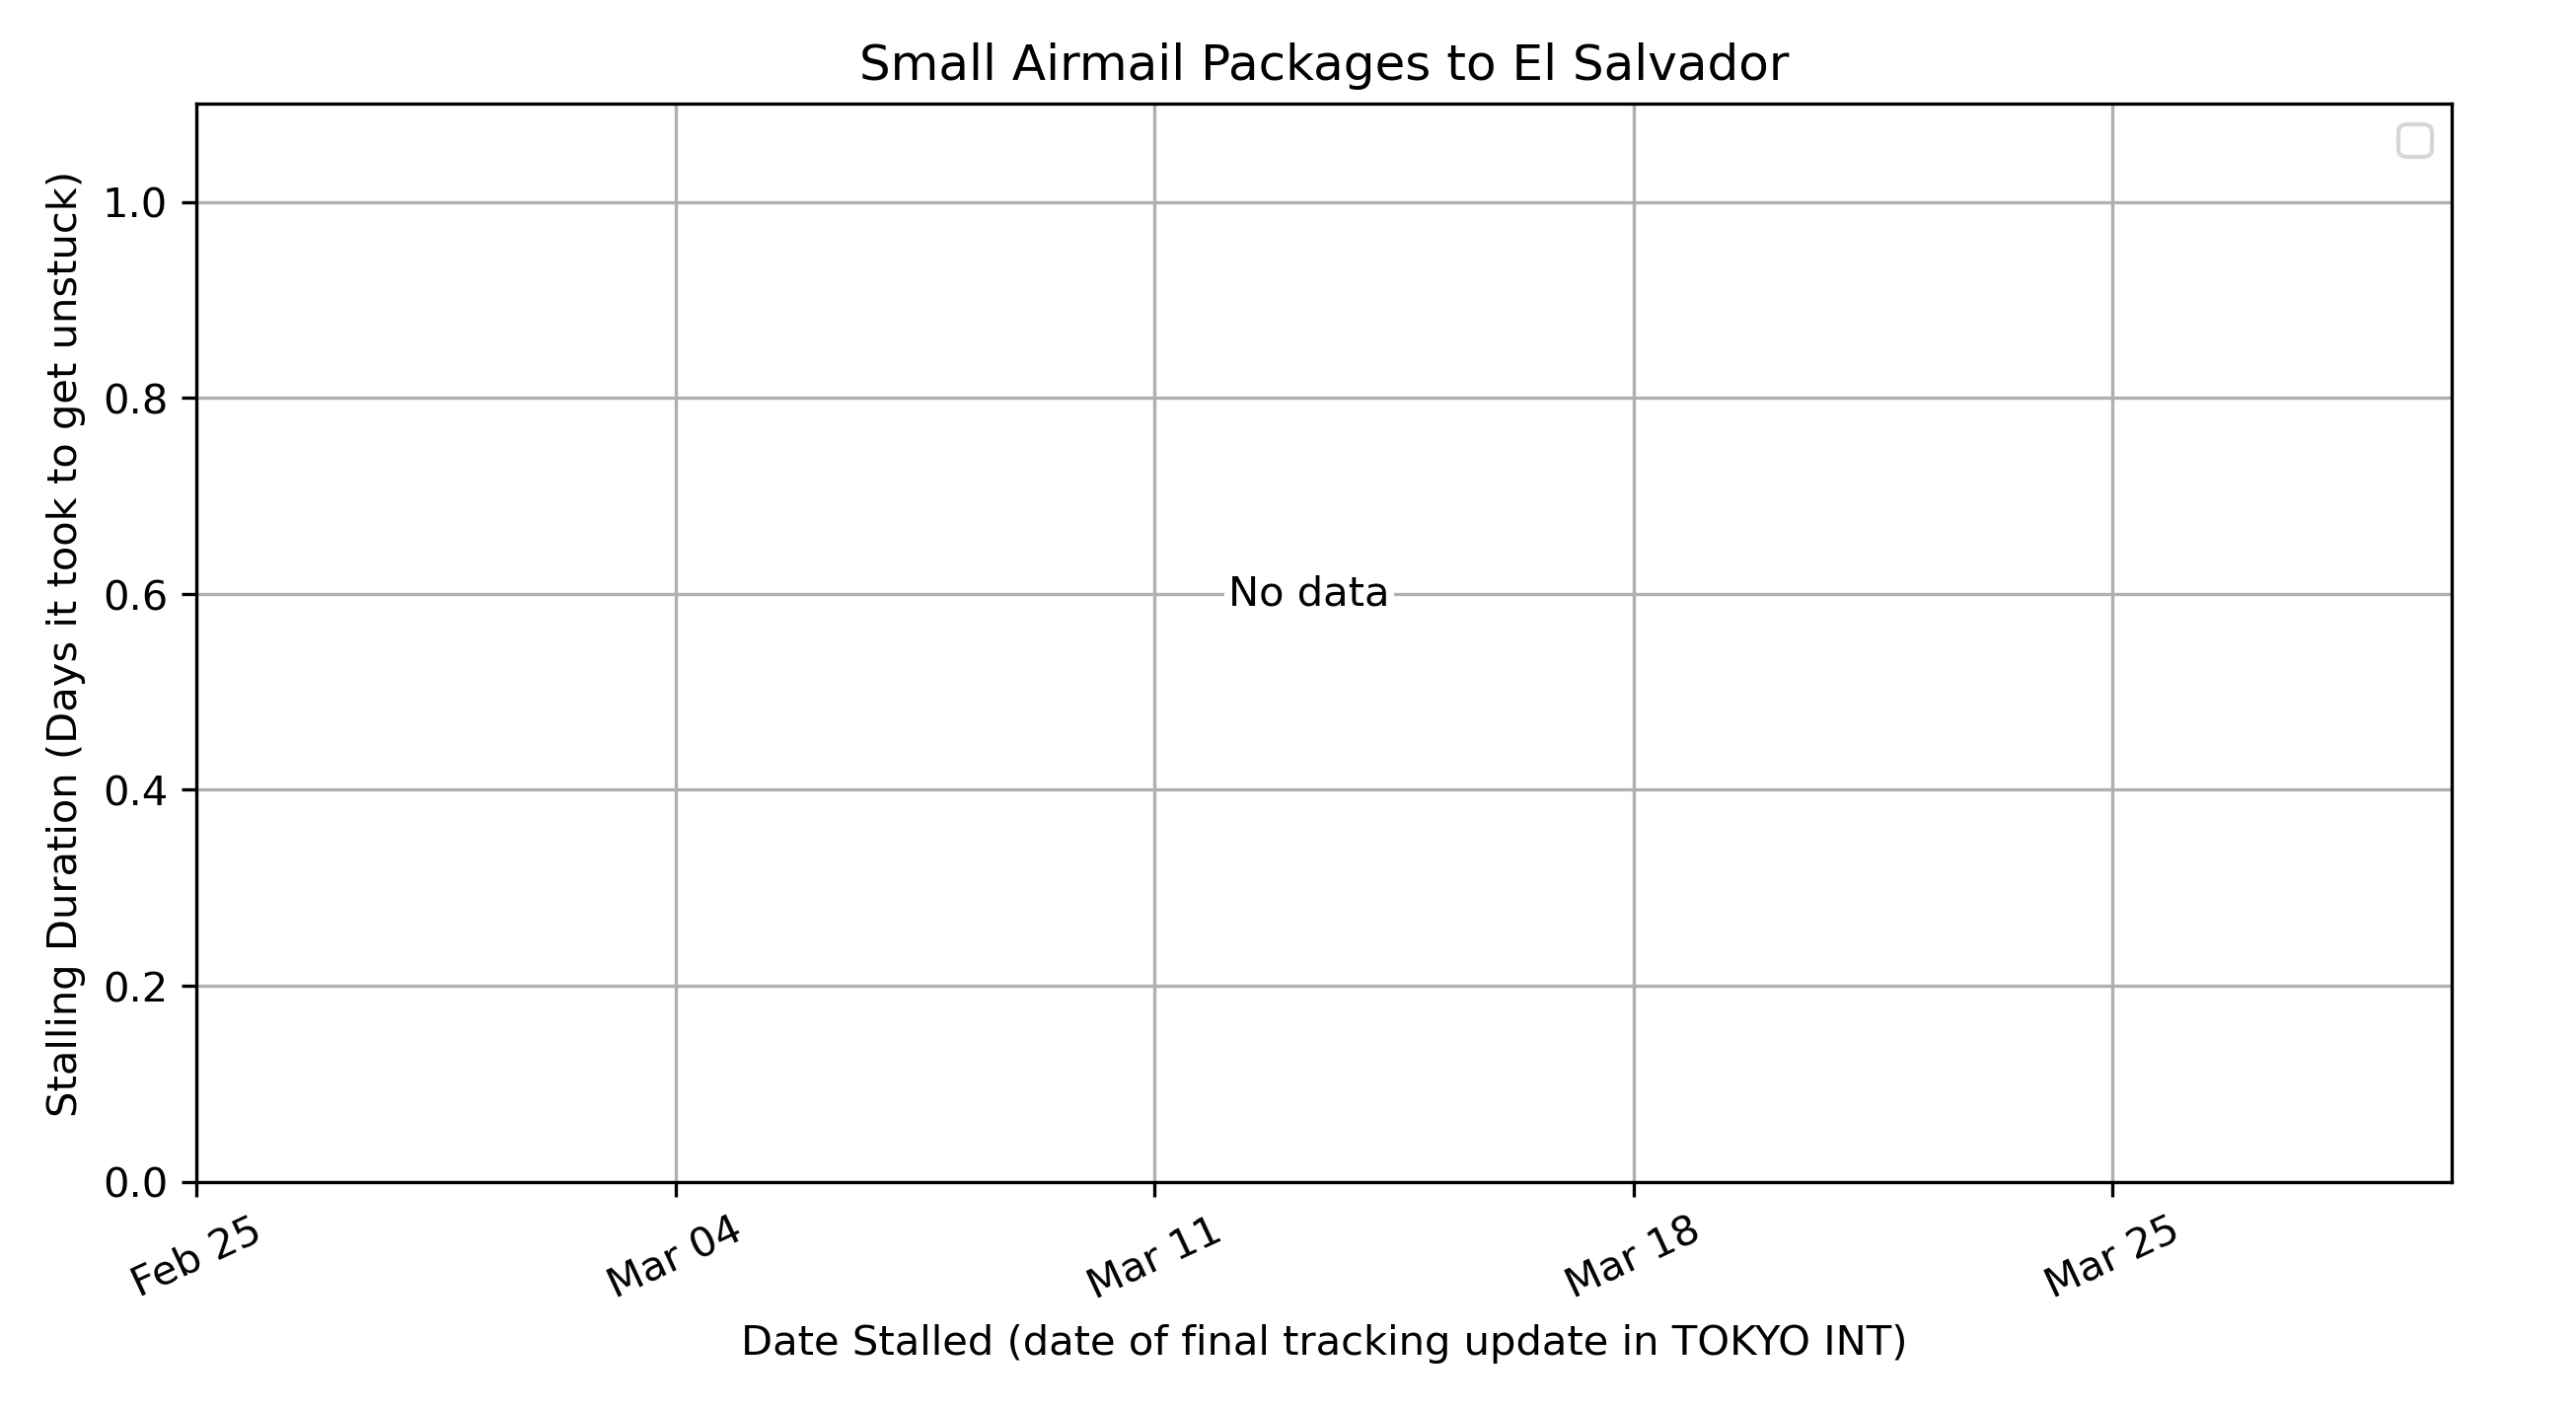 Small Airmail Packages to El Salvador
Stalling Duration (Days it took to get unstuck)
1.0
0.8
0.6
0.4
0.2
0.0
No data
Feb 25
Mar 04
Mar 11
Mar 18
Mar 25
Date Stalled (date of final tracking update in TOKYO INT)